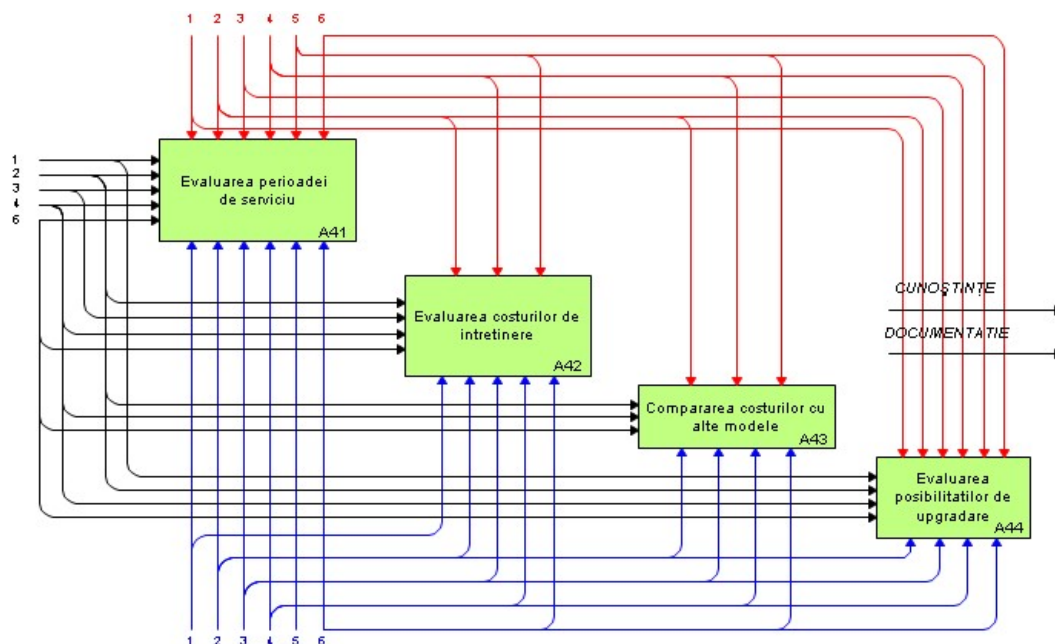 1 2 3 4 5 6
1
2
3
4
6
Evaluarea perioadei
de serviciu
A41
Evaluarea costurilor de
intretinere
A42
CUNOȘTINȚE
DOCUMENTATIE
Compararea costurilor cu
alte modele
A43
Evaluarea
posibilitatilor de
upgradare
A44
1 2 3 4 5 6